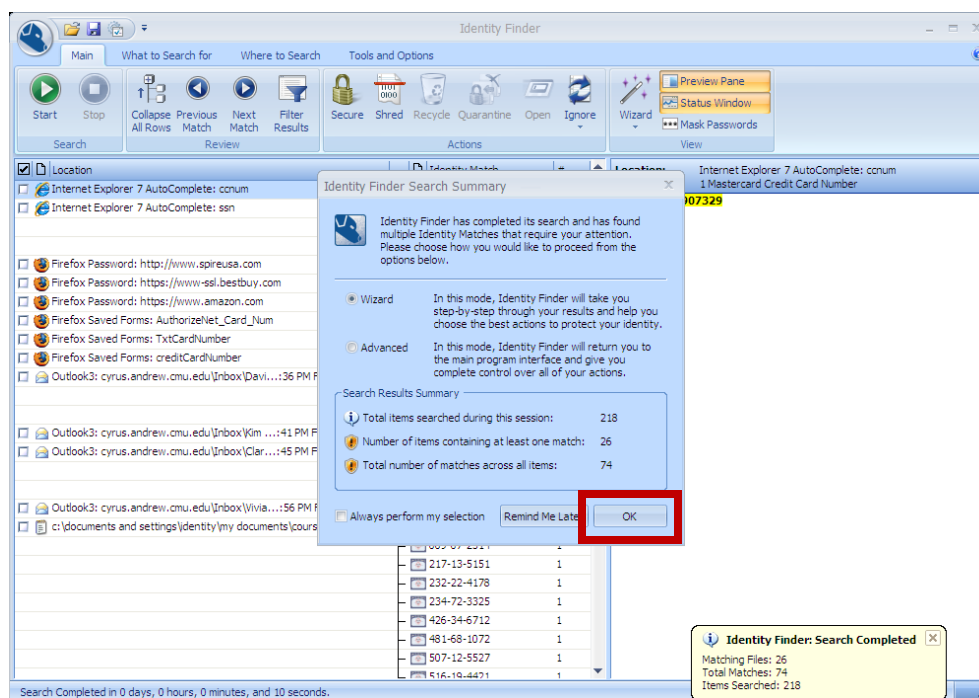 Identity Finder
Main What to Search for Where to Search Tools and Options
Start Stop Collapse All Rows Previous Match Next Match Filter Results Secure Shred Recycle Quarantine Open Ignore Wizard Preview Pane
Status Window
Mask Passwords
Search Review Actions View
Location Identity Match #
Location: Internet Explorer 7 AutoComplete: ccnum
1 Mastercard Credit Card Number
907329
Internet Explorer 7 AutoComplete: ccnum
Internet Explorer 7 AutoComplete: ssn
Firefox Password: http://www.spireusa.com
Firefox Password: https://www-ssl.bestbuy.com
Firefox Password: https://www.amazon.com
Firefox Saved Forms: AuthorizeNet_Card_Num
Firefox Saved Forms: TxtCardNumber
Firefox Saved Forms: creditCardNumber
Outlook3: cyrus.andrew.cmu.edu\Inbox\Davi...:36 PM F
Outlook3: cyrus.andrew.cmu.edu\Inbox\Kim ...:41 PM F
Outlook3: cyrus.andrew.cmu.edu\Inbox\Clar...:45 PM F
Outlook3: cyrus.andrew.cmu.edu\Inbox\Vivia...:56 PM F
c:\documents and settings\identity\my documents\cours
Identity Finder Search Summary
Identity Finder has completed its search and has found
multiple Identity Matches that require your attention.
Please choose how you would like to proceed from the
options below.
Wizard In this mode, Identity Finder will take you
step-by-step through your results and help you
choose the best actions to protect your identity.
Advanced In this mode, Identity Finder will return you to
the main program interface and give you
complete control over all of your actions.
Search Results Summary
Total items searched during this session: 218
Number of items containing at least one match: 26
Total number of matches across all items: 74
Always perform my selection Remind Me Late OK
217-13-5151 1
232-22-4178 1
234-72-3325 1
426-34-6712 1
481-68-1072 1
507-12-5527 1
516-19-4421 1
Identity Finder: Search Completed
Matching Files: 26
Total Matches: 74
Items Searched: 218
Search Completed in 0 days, 0 hours, 0 minutes, and 10 seconds.